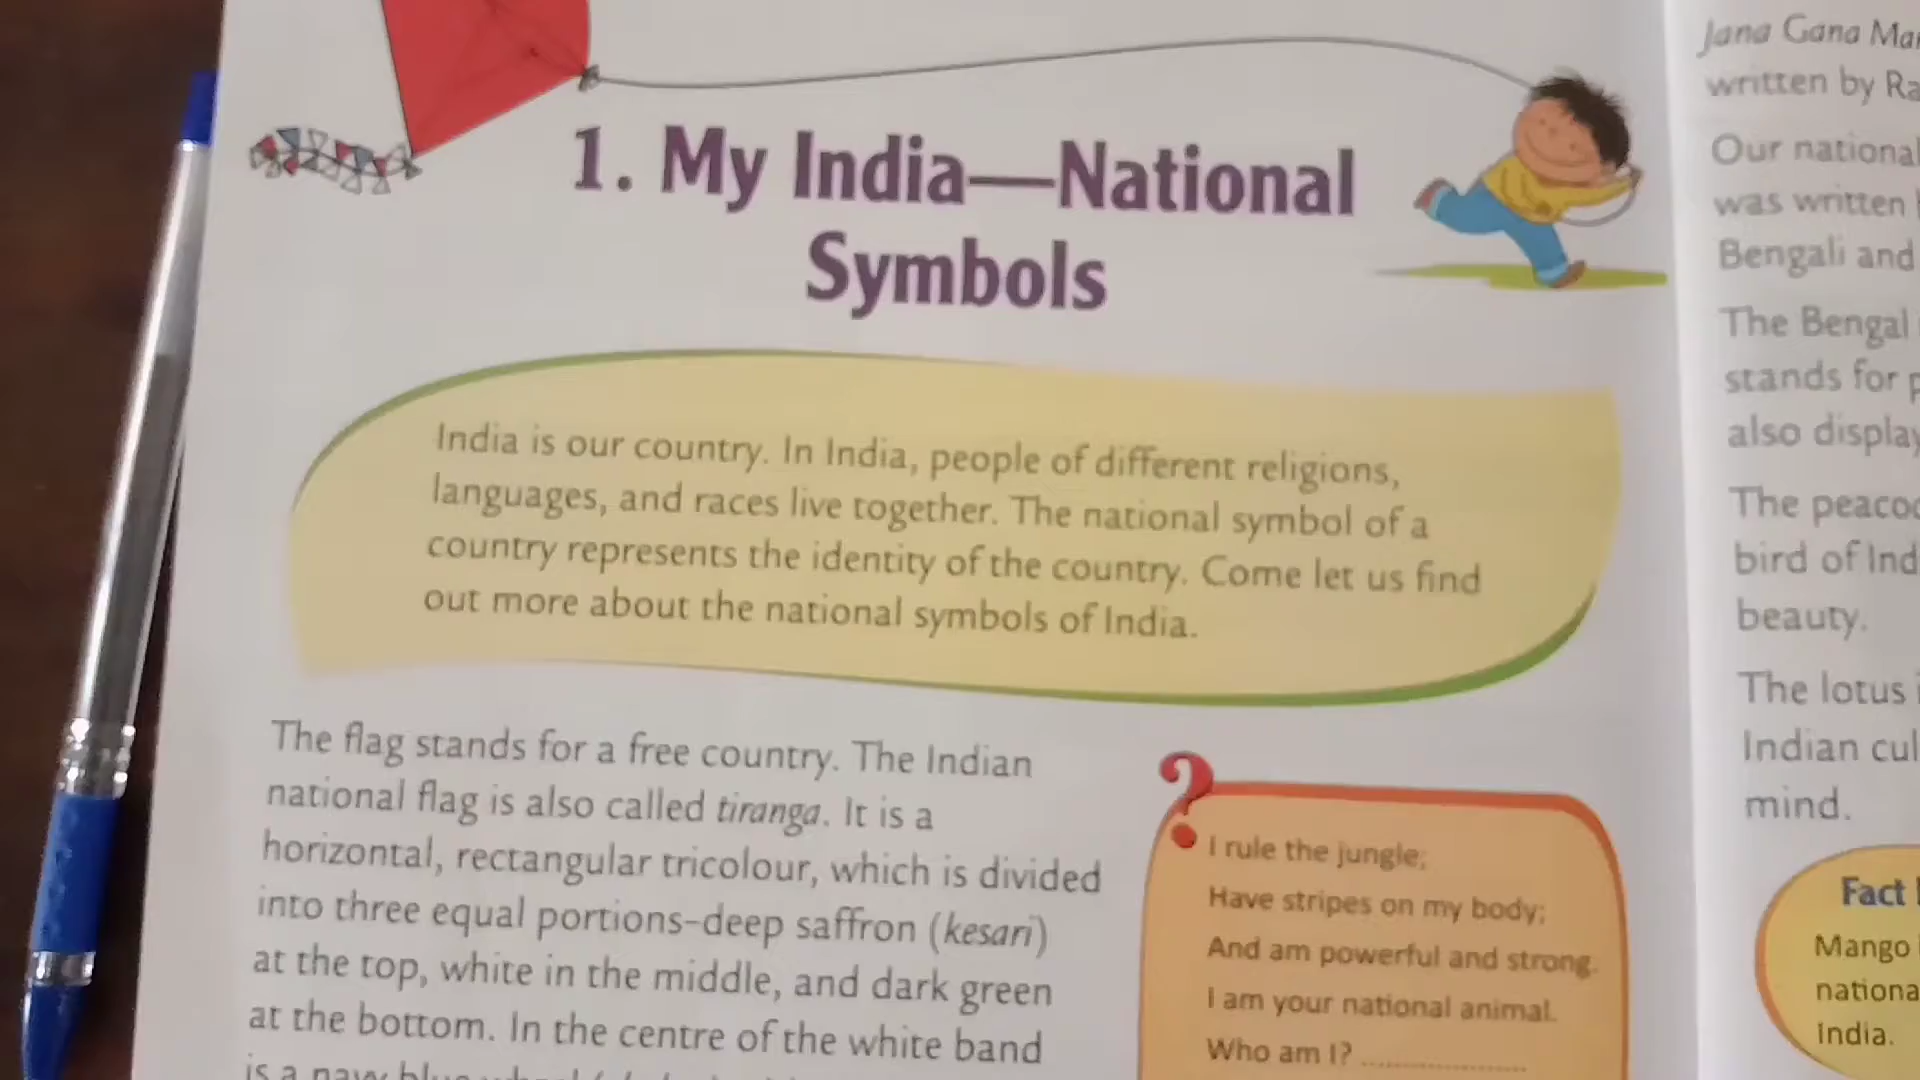 1. My India—National
Symbols
India is our country. In India, people of different religions,
languages, and races live together. The national symbol of a
country represents the identity of the country. Come let us find
out more about the national symbols of India.
The flag stands for a free country. The Indian
national flag is also called tiranga. It is a
horizontal, rectangular tricolour, which is divided
into three equal portions–deep saffron (kesari)
at the top, white in the middle, and dark green
at the bottom. In the centre of the white band
is a navy blue
?
I rule the jungle;
Have stripes on my body;
And am powerful and strong.
I am your national animal.
Who am I? ....................
Jana Gana
written by
Our national
was written
Bengali and
The Bengal
stands for
also
The
bird of
beauty.
The lotus
Indian
mind.
Fact
Mango
India.